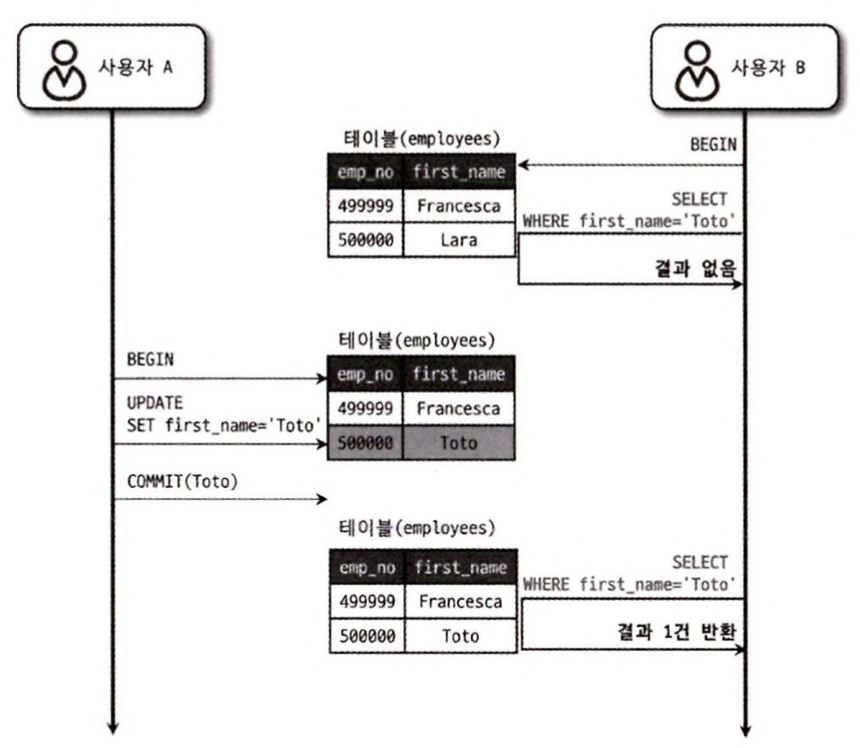 사용자 A
사용자 B
테이블(employees)
BEGIN
emp_no first_name
499999 Francesca
500000 Lara
SELECT
WHERE first_name='Toto'
결과 없음
테이블(employees)
BEGIN
emp_no first_name
UPDATE
SET first_name='Toto'
499999 Francesca
500000 Toto
COMMIT(Toto)
테이블(employees)
emp_no first_name
499999 Francesca
500000 Toto
SELECT
WHERE first_name='Toto'
결과 1건 반환